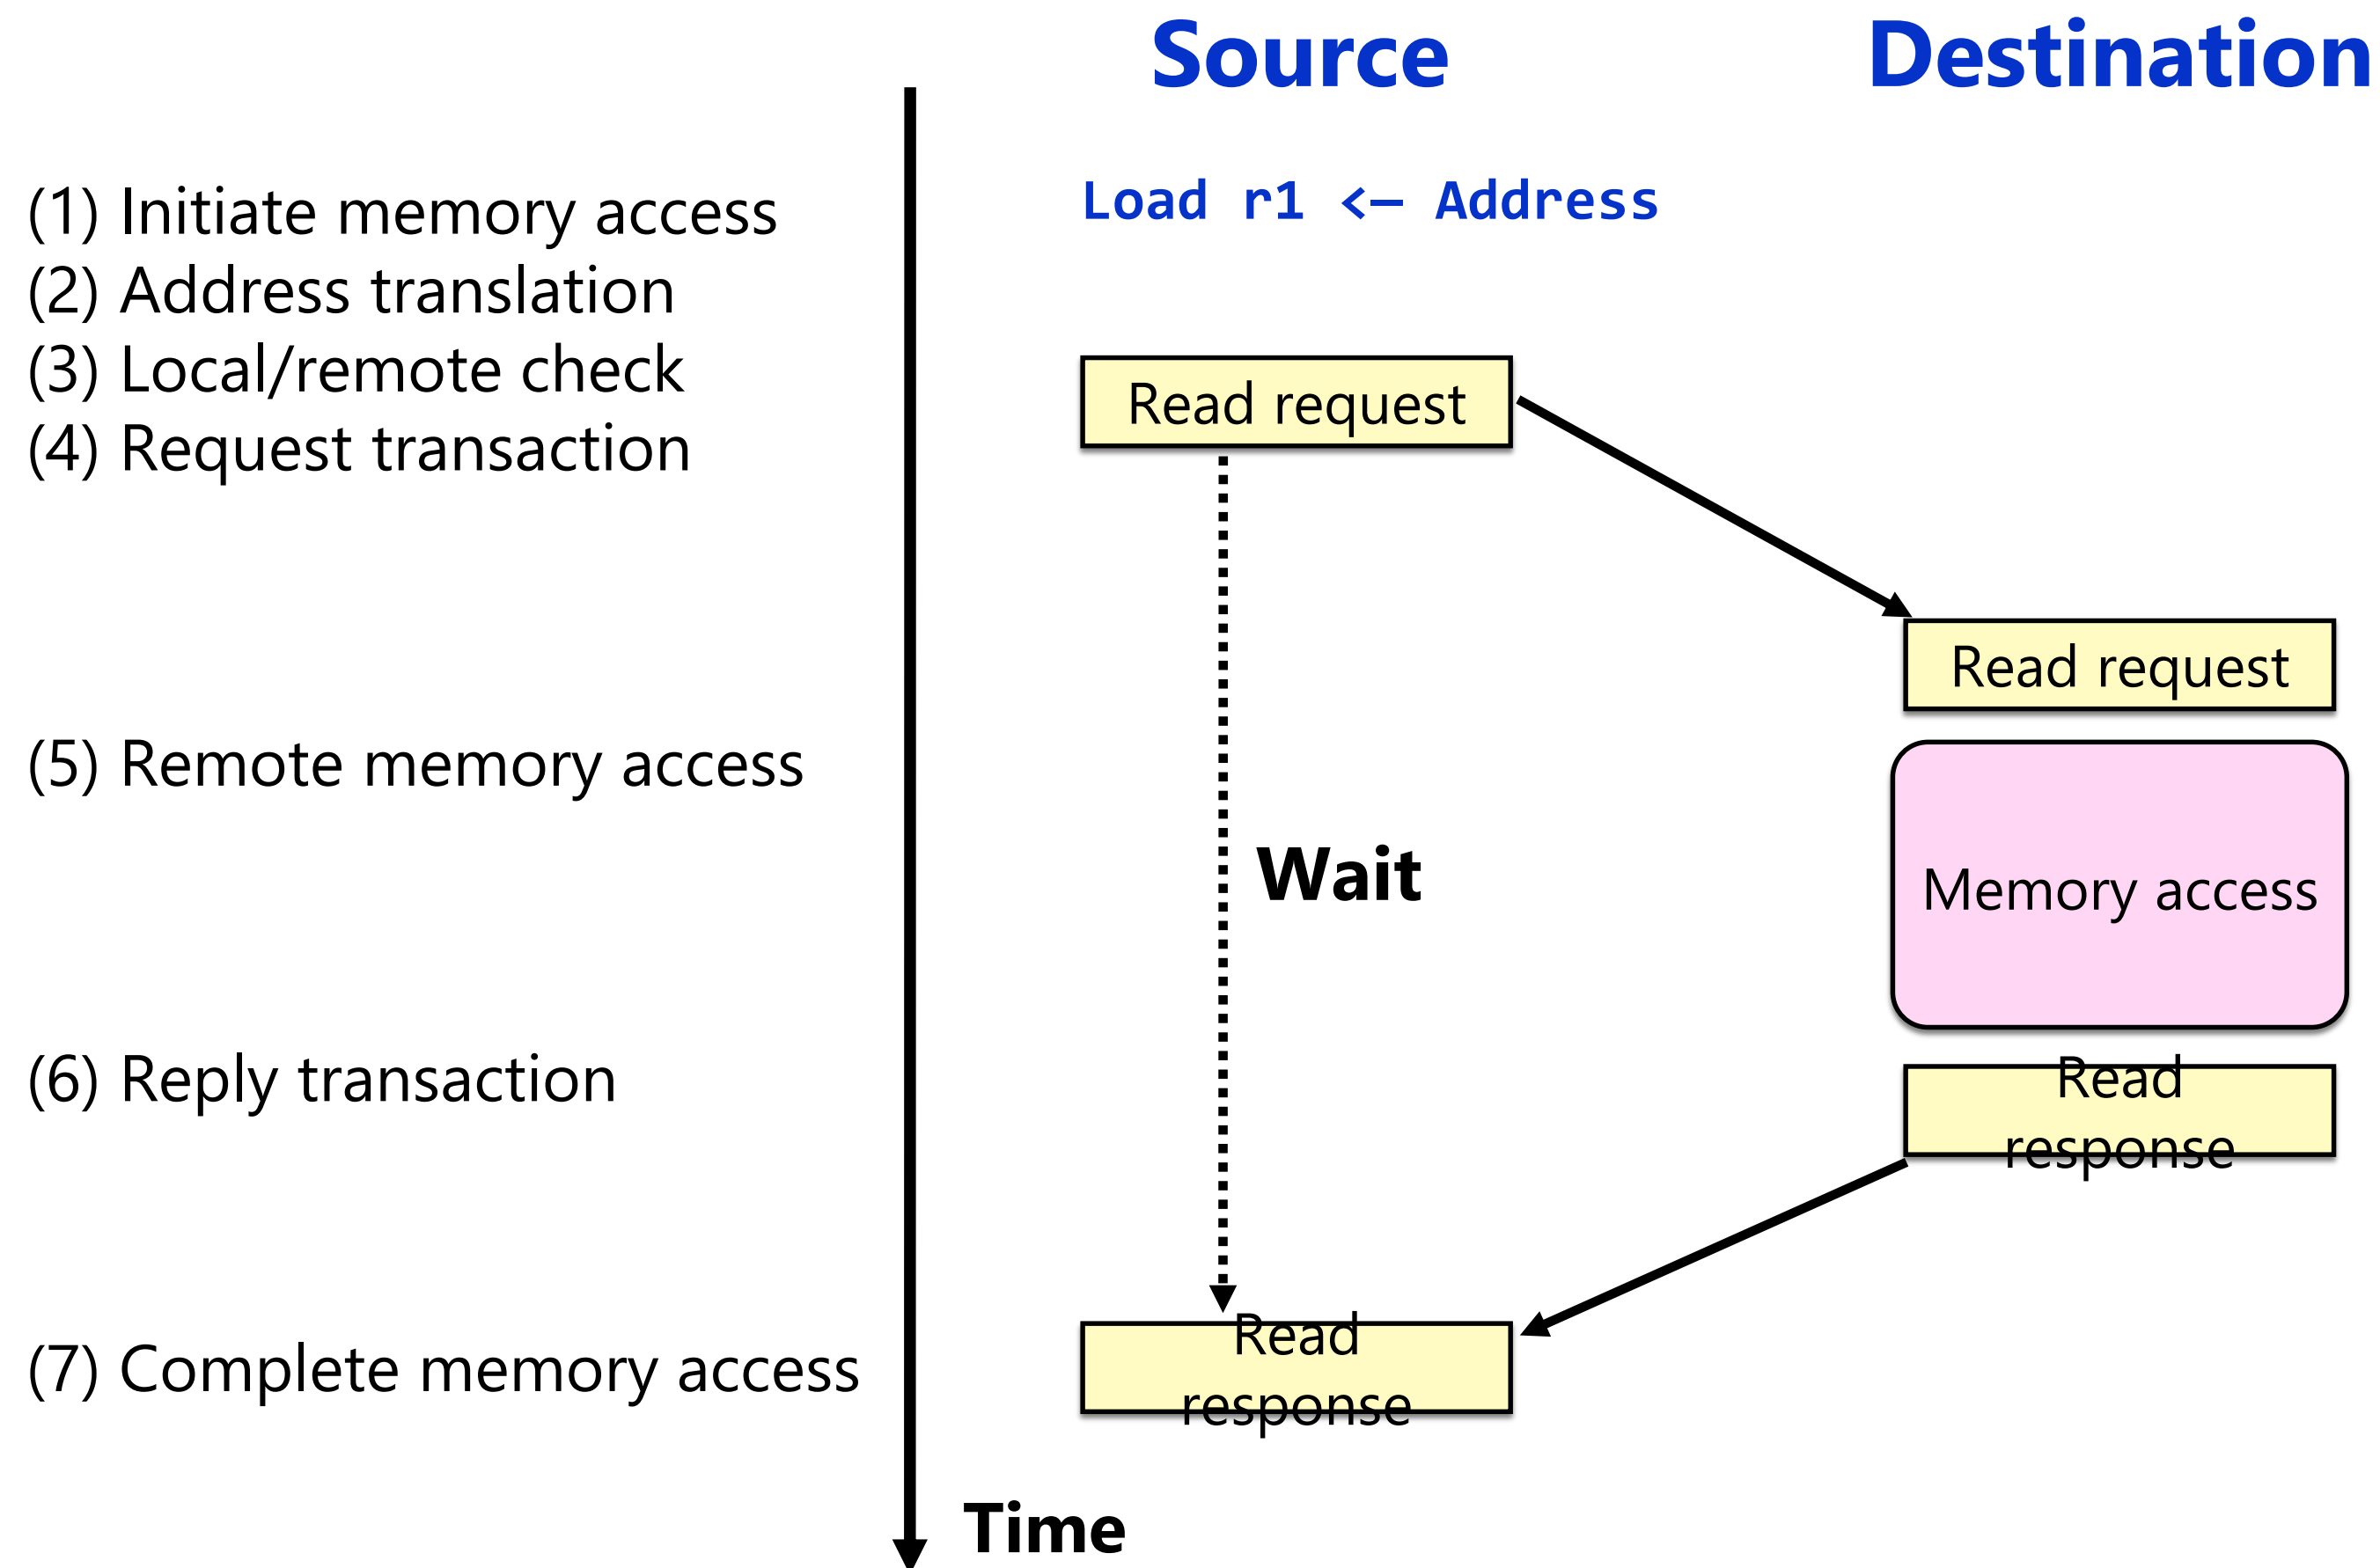 Source
Destination
(1) Initiate memory access
Load r1 <— Address
(2) Address translation
(3) Local/remote check
Read request
(4) Request transaction
Read request
(5) Remote memory access
Wait
Memory access
(6) Reply transaction
Read
response
Read
response
(7) Complete memory access
Time